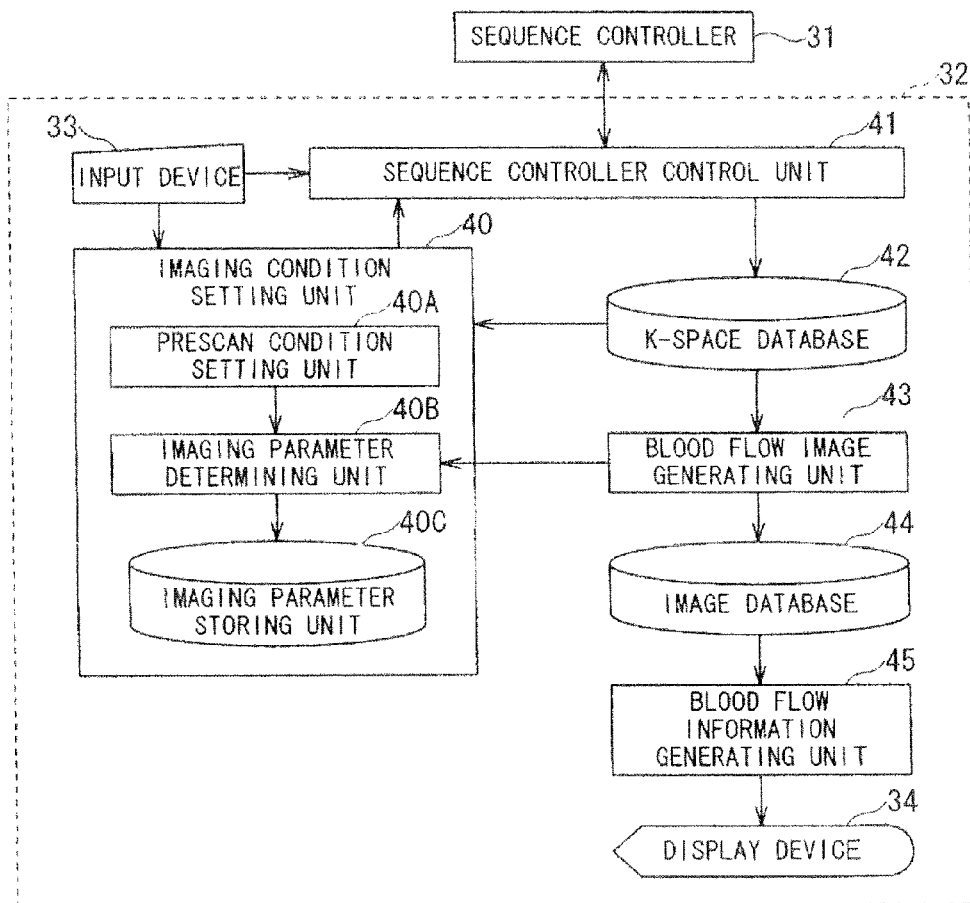 SEQUENCE CONTROLLER
31
32
33
INPUT DEVICE
41
SEQUENCE CONTROLLER CONTROL UNIT
40
IMAGING CONDITION
SETTING UNIT
40A
PRESCAN CONDITION
SETTING UNIT
40B
IMAGING PARAMETER
DETERMINING UNIT
40C
IMAGING PARAMETER
STORING UNIT
42
K-SPACE DATABASE
43
BLOOD FLOW IMAGE
GENERATING UNIT
44
IMAGE DATABASE
45
BLOOD FLOW
INFORMATION
GENERATING UNIT
34
DISPLAY DEVICE